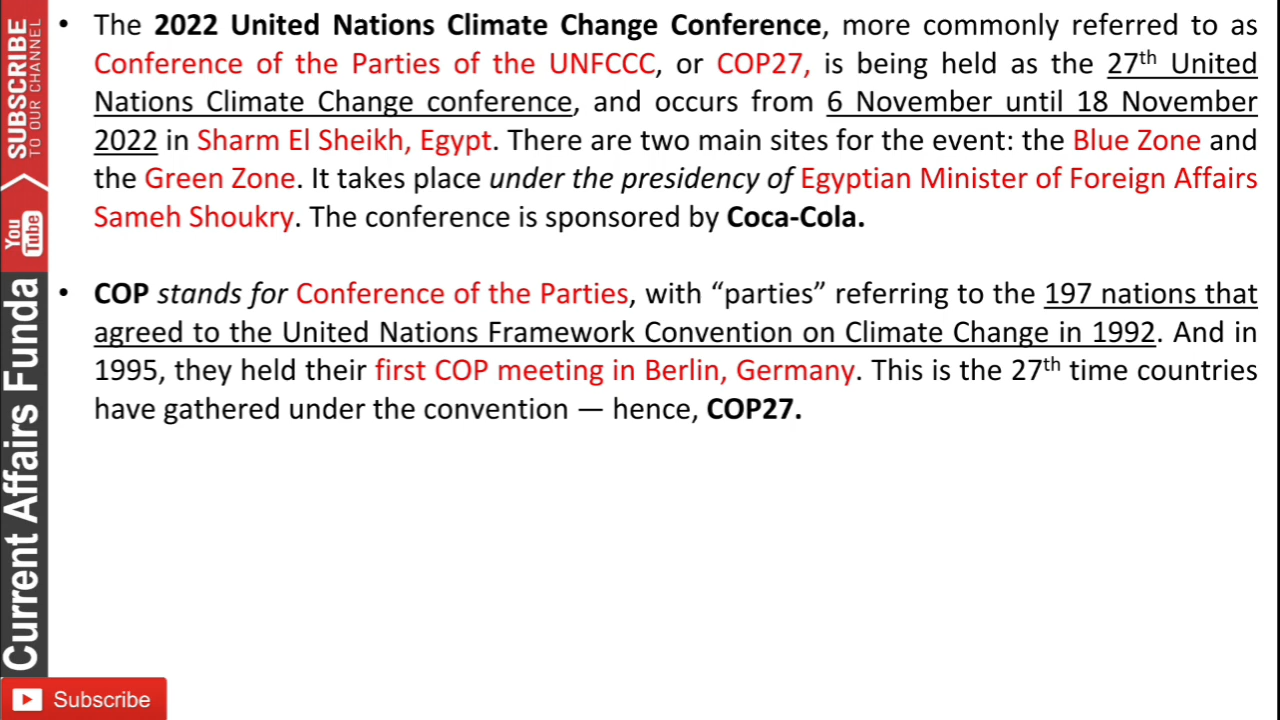 • The 2022 United Nations Climate Change Conference, more commonly referred to as
Conference of the Parties of the UNFCCC, or COP27, is being held as the 27th United
Nations Climate Change conference, and occurs from 6 November until 18 November
2022 in Sharm El Sheikh, Egypt. There are two main sites for the event: the Blue Zone and
the Green Zone. It takes place under the presidency of Egyptian Minister of Foreign Affairs
Sameh Shoukry. The conference is sponsored by Coca-Cola.
• COP stands for Conference of the Parties, with “parties” referring to the 197 nations that
agreed to the United Nations Framework Convention on Climate Change in 1992. And in
1995, they held their first COP meeting in Berlin, Germany. This is the 27th time countries
have gathered under the convention — hence, COP27.
SUBSCRIBE
TO OUR CHANNEL
You
Tube
Current Affairs Funda
Subscribe